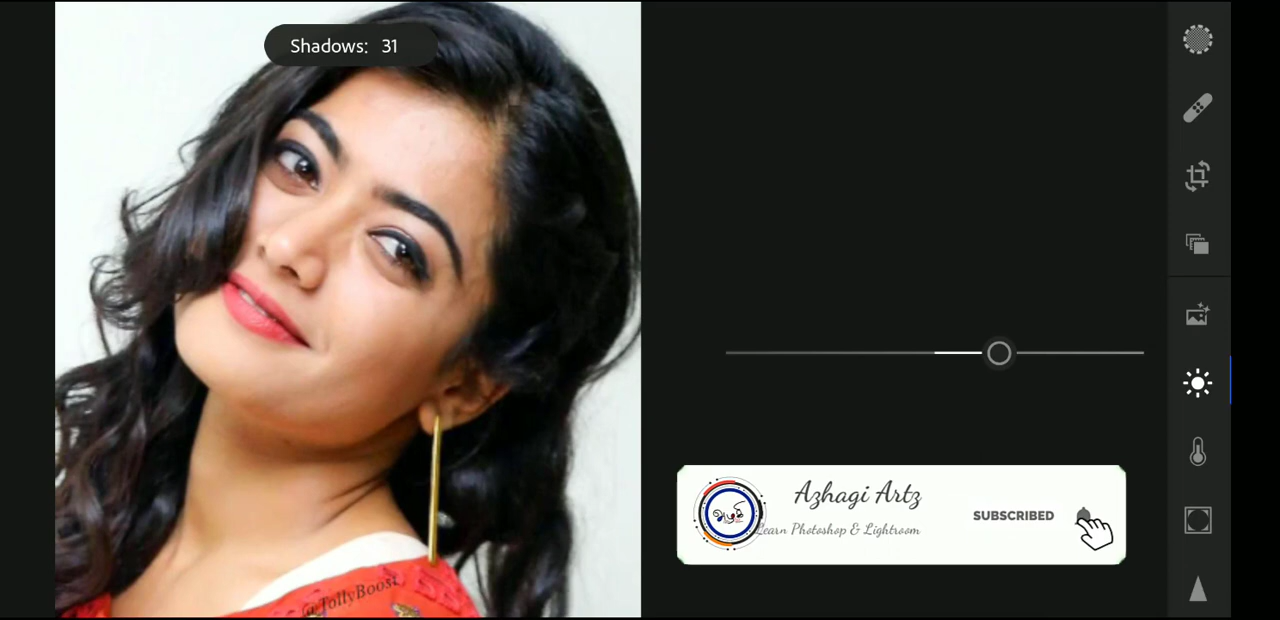 Shadows: 31
Azhagi Artz
Learn Photoshop & Lightroom
SUBSCRIBED
@TollyBoost